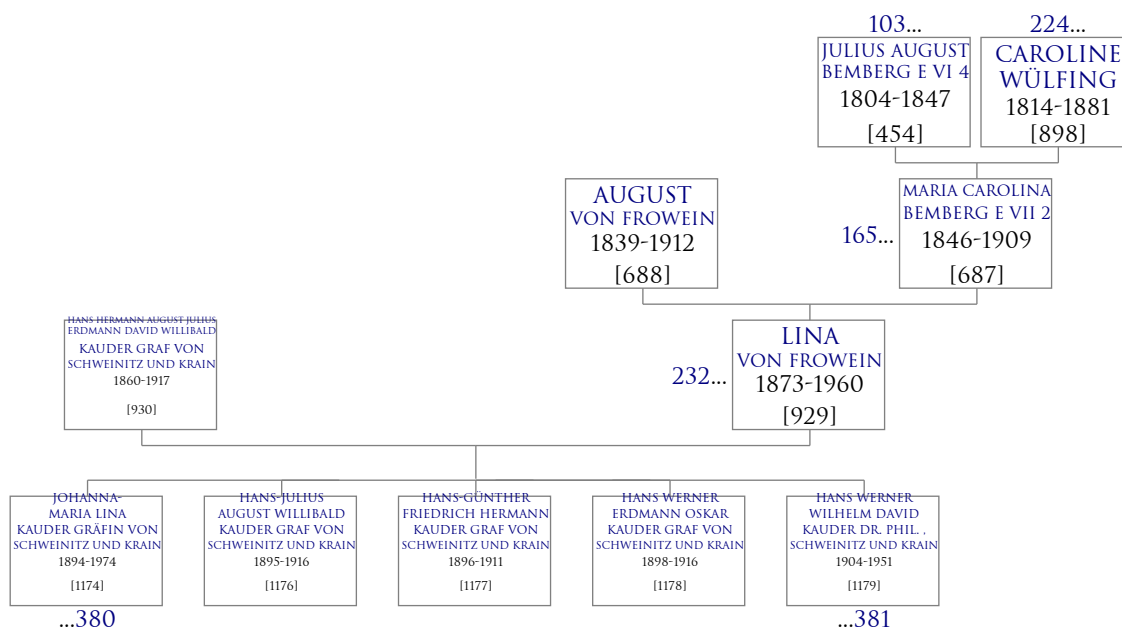 103...
224...
JULIUS AUGUST
BEMBERG E VI 4
1804-1847
[454]
CAROLINE
WÜLFING
1814-1881
[898]
AUGUST
VON FROWEIN
1839-1912
[688]
165...
MARIA CAROLINA
BEMBERG E VII 2
1846-1909
[687]
HANS HERMANN AUGUST JULIUS
ERDMANN DAVID WILLIBALD
KAUDER GRAF VON
SCHWEINITZ UND KRAIN
1860-1917
[930]
232...
LINA
VON FROWEIN
1873-1960
[929]
JOHANNA-
MARIA LINA
KAUDER GRÄFIN VON
SCHWEINITZ UND KRAIN
1894-1974
[1174]
HANS-JULIUS
AUGUST WILLIBALD
KAUDER GRAF VON
SCHWEINITZ UND KRAIN
1895-1916
[1176]
HANS-GÜNTHER
FRIEDRICH HERMANN
KAUDER GRAF VON
SCHWEINITZ UND KRAIN
1896-1911
[1177]
HANS WERNER
ERDMANN OSKAR
KAUDER GRAF VON
SCHWEINITZ UND KRAIN
1898-1916
[1178]
HANS WERNER
WILHELM DAVID
KAUDER DR. PHIL. ,
SCHWEINITZ UND KRAIN
1904-1951
[1179]
...380
...381